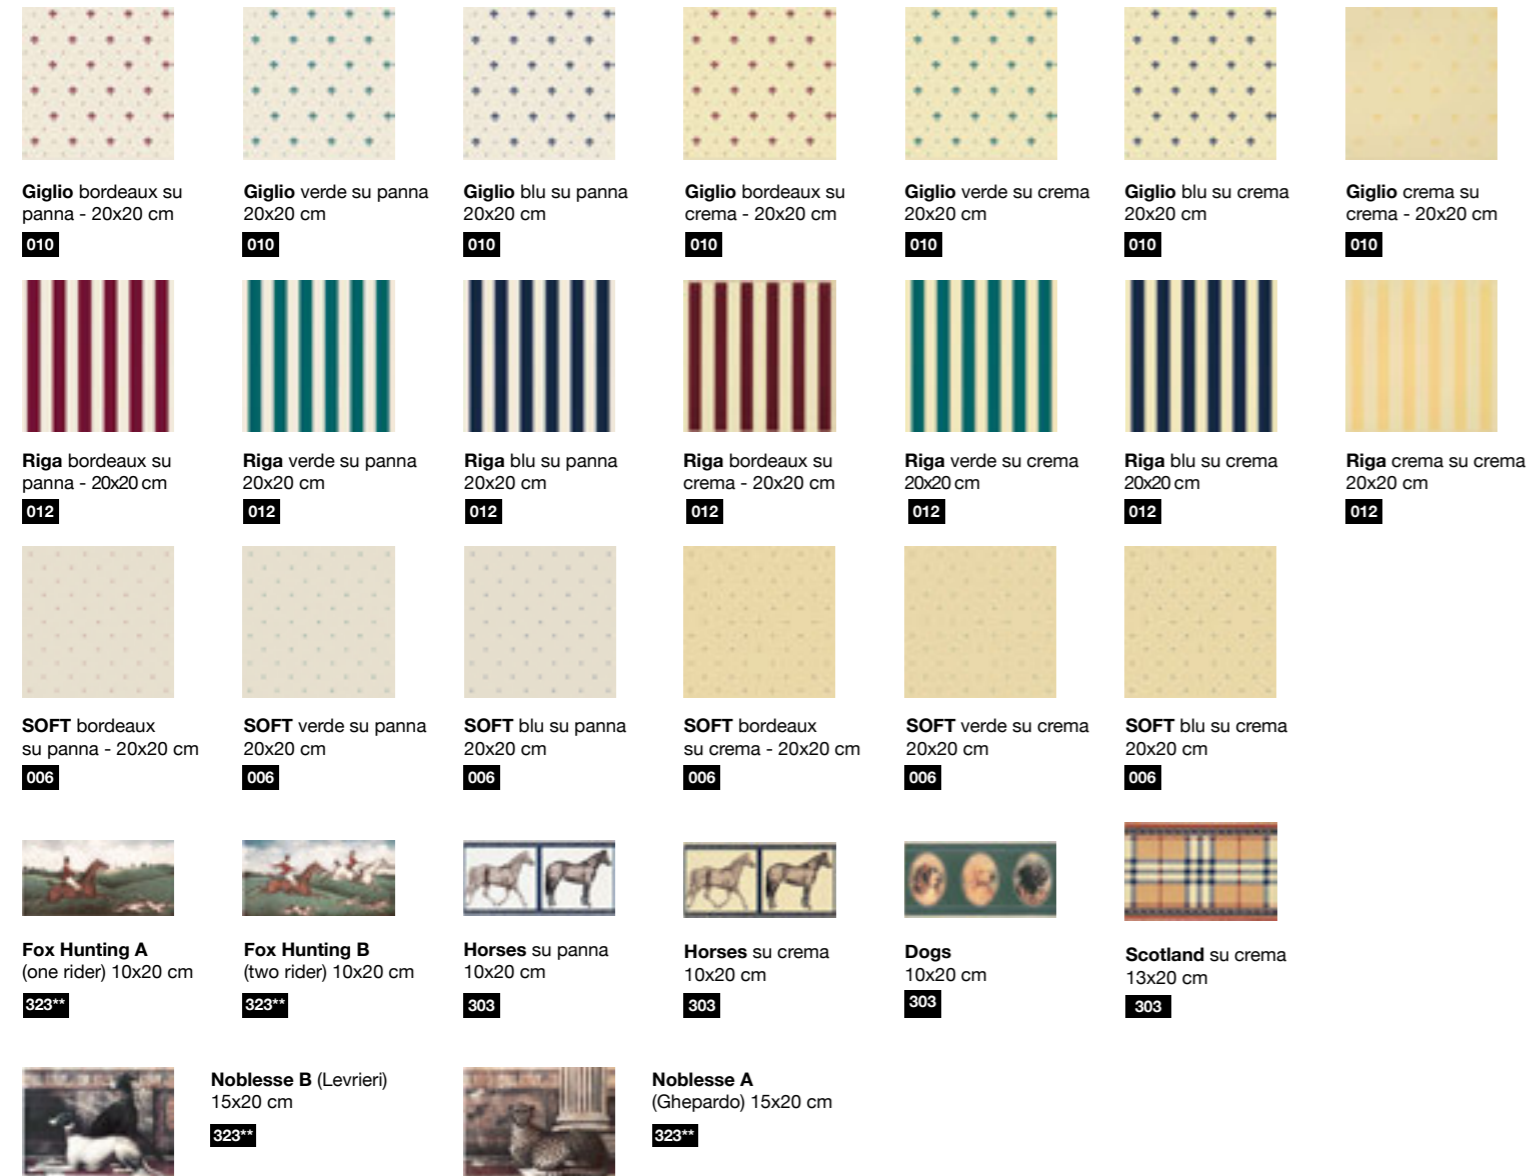 Giglio bordeaux su
panna - 20x20 cm
010
Giglio verde su panna
20x20 cm
010
Giglio blu su panna
20x20 cm
010
Giglio bordeaux su
crema - 20x20 cm
010
Giglio verde su crema
20x20 cm
010
Giglio blu su crema
20x20 cm
010
Giglio crema su
crema - 20x20 cm
010
Riga bordeaux su
panna - 20x20 cm
012
Riga verde su panna
20x20 cm
012
Riga blu su panna
20x20 cm
012
Riga bordeaux su
crema - 20x20 cm
012
Riga verde su crema
20x20 cm
012
Riga blu su crema
20x20 cm
012
Riga crema su crema
20x20 cm
012
SOFT bordeaux
su panna - 20x20 cm
006
SOFT verde su panna
20x20 cm
006
SOFT blu su panna
20x20 cm
006
SOFT bordeaux
su crema - 20x20 cm
006
SOFT verde su crema
20x20 cm
006
SOFT blu su crema
20x20 cm
006
Fox Hunting A
(one rider) 10x20 cm
323**
Fox Hunting B
(two rider) 10x20 cm
323**
Horses su panna
10x20 cm
303
Horses su crema
10x20 cm
303
Dogs
10x20 cm
303
Scotland su crema
13x20 cm
303
Noblesse B (Levrieri)
15x20 cm
323**
Noblesse A
(Ghepardo) 15x20 cm
323**